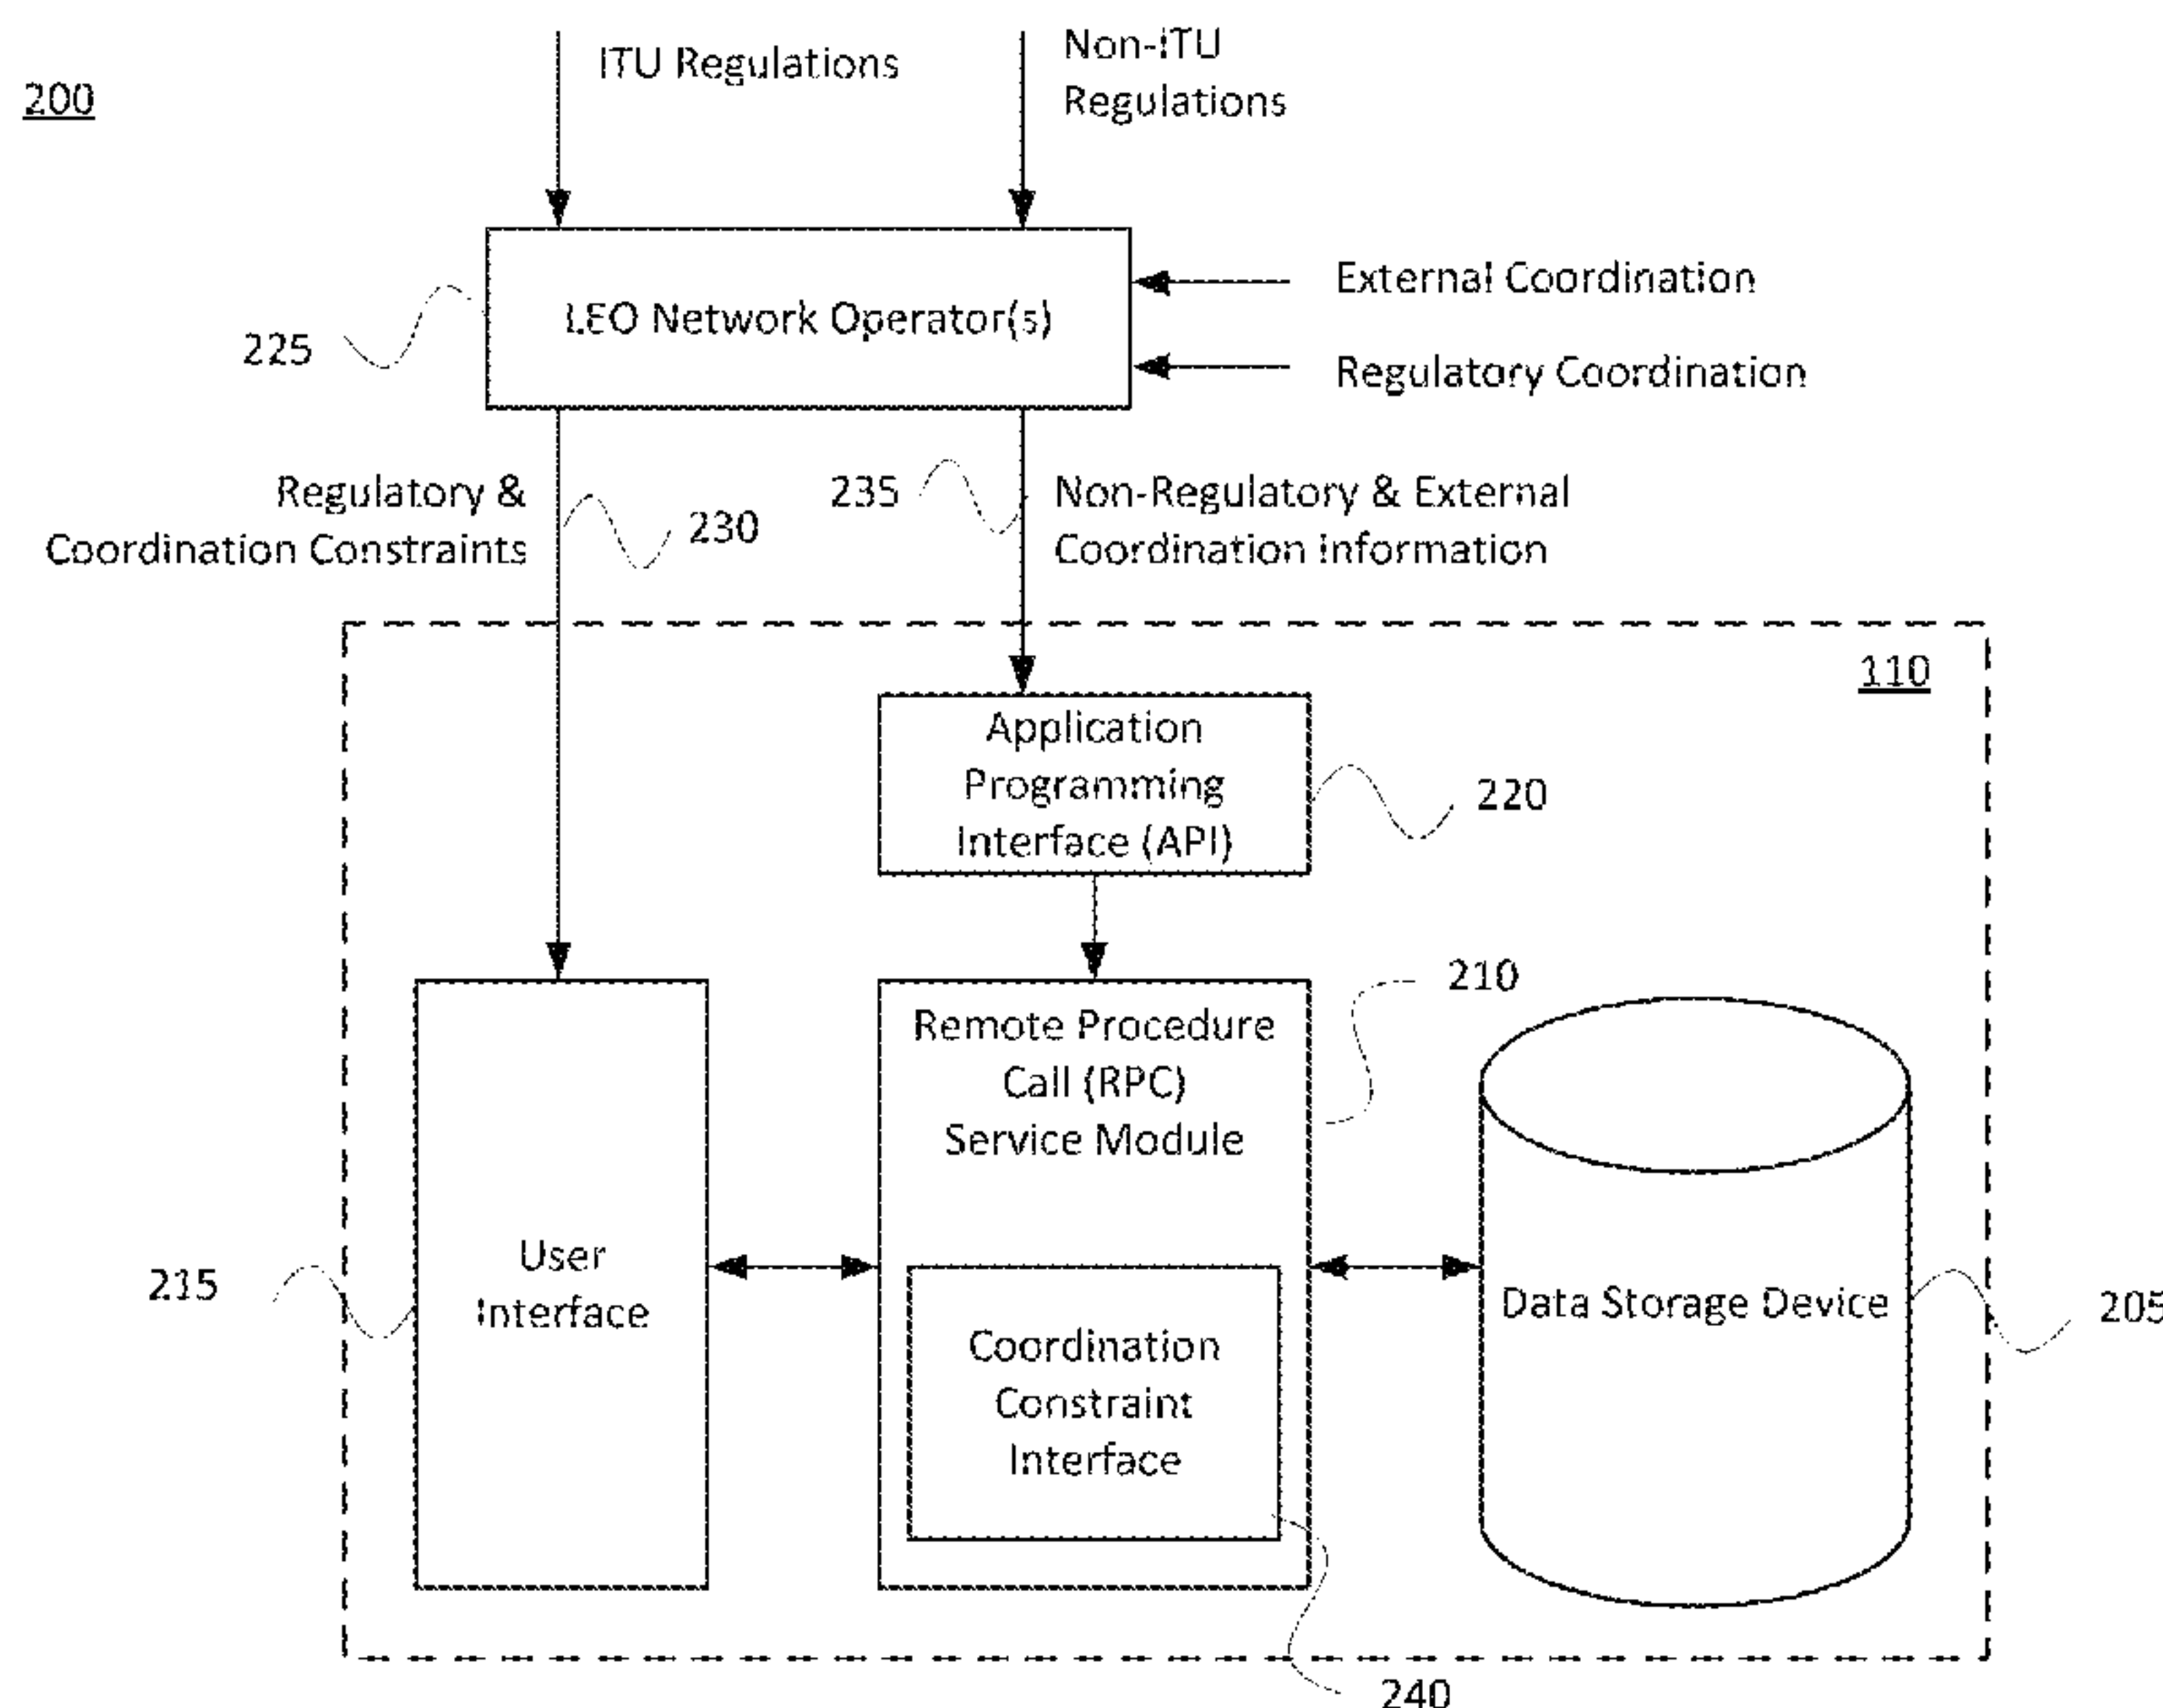 200
ITU Regulations
Non-ITU
Regulations
LEO Network Operator(s)
External Coordination
Regulatory Coordination
225
Regulatory &
Coordination Constraints
230
235
Non-Regulatory & External
Coordination Information
110
Application
Programming
Interface (API)
220
Remote Procedure
Call (RPC)
Service Module
210
User
Interface
215
Coordination
Constraint
Interface
Data Storage Device
205
240